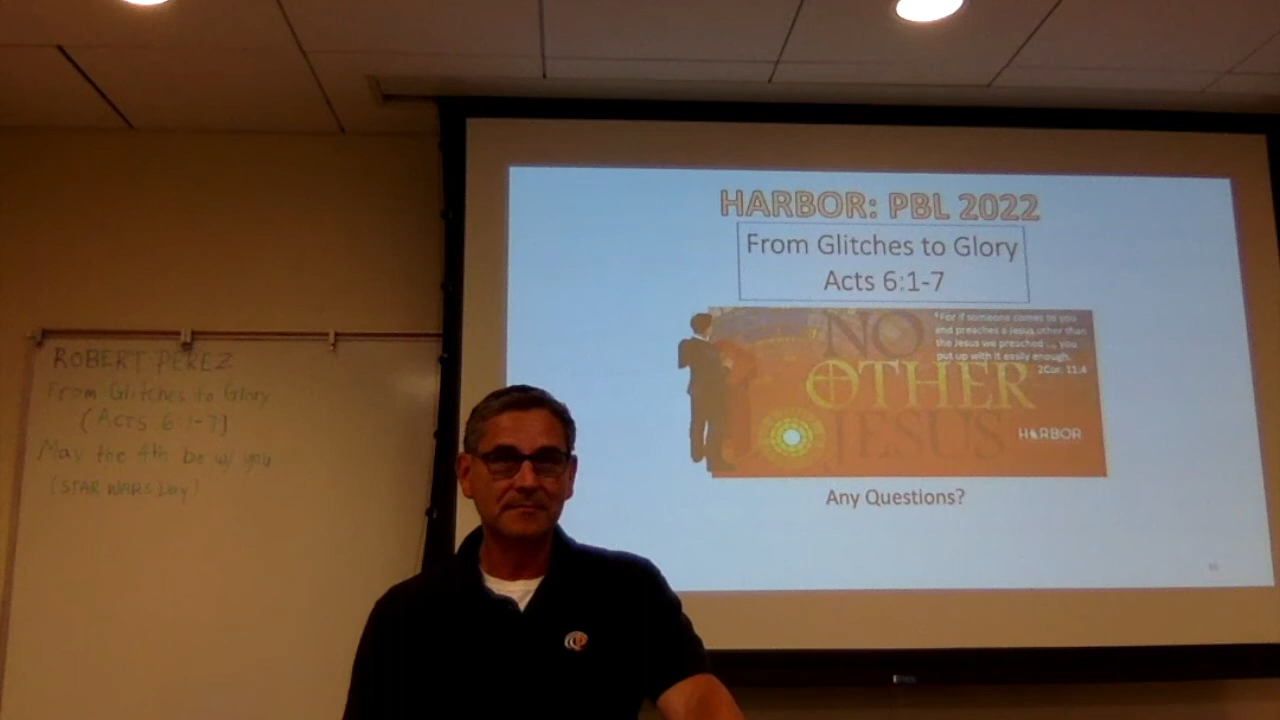 ROBERT PEREZ
From Glitches to Glory
(ACTS 6:1-7)
May the 4th be w/ you
(STAR WARS Day)
HARBOR: PBL 2022
From Glitches to Glory
Acts 6:1-7
NO
OTHER
JESUS
"For if someone comes to you
and preaches a Jesus other than
the Jesus we preached ..., you
put up with it easily enough.
2Cor. 11:4
HARBOR
Any Questions?